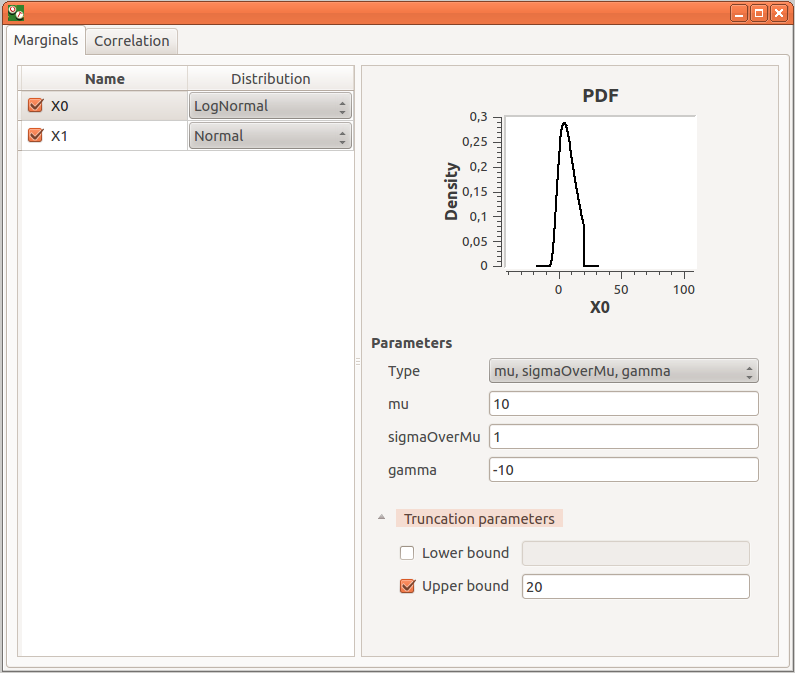 Marginals Correlation
Name Distribution
X0 LogNormal
X1 Normal
PDF
Density
0,3
0,25
0,2
0,15
0,1
0,05
0
0 50 100
X0
Parameters
Type mu, sigmaOverMu, gamma
mu 10
sigmaOverMu 1
gamma -10
Truncation parameters
Lower bound
Upper bound 20